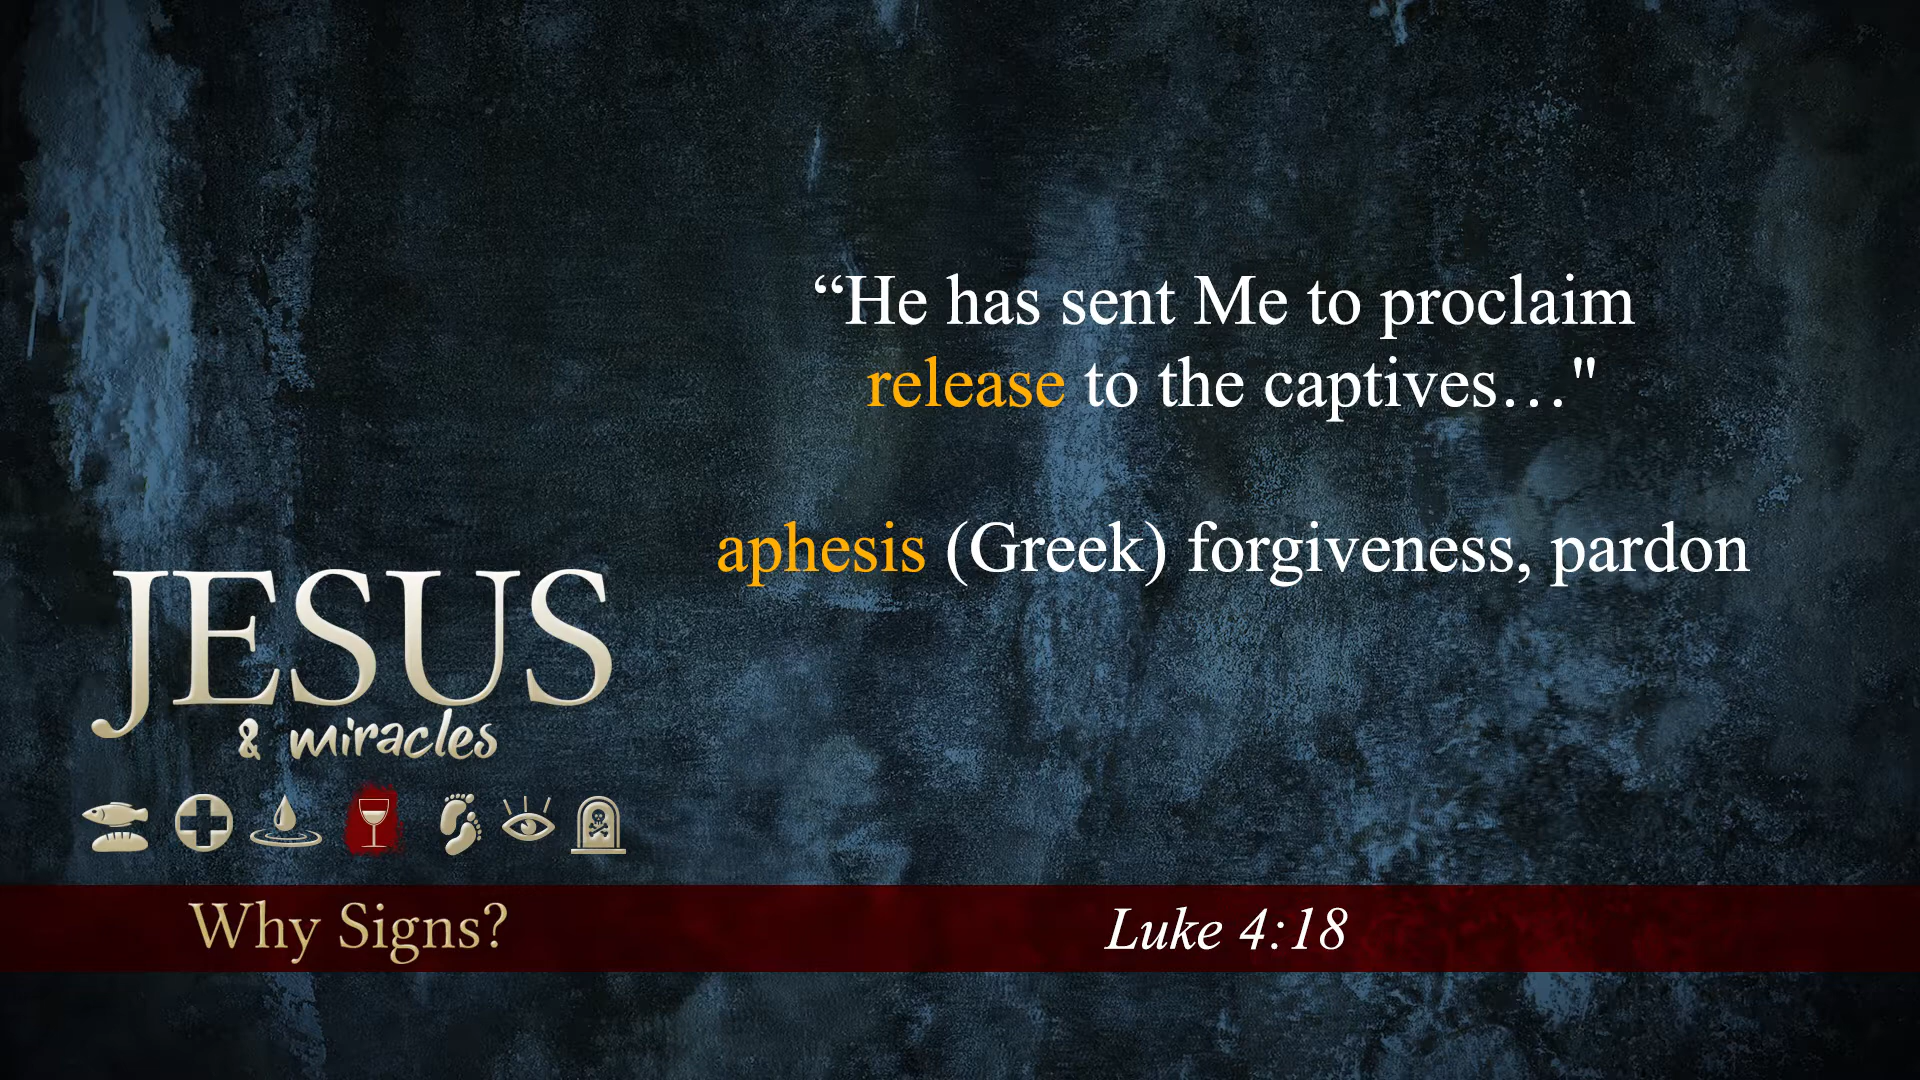 “He has sent Me to proclaim
release to the captives…"
aphesis (Greek) forgiveness, pardon
JESUS
& miracles
Why Signs?
Luke 4:18